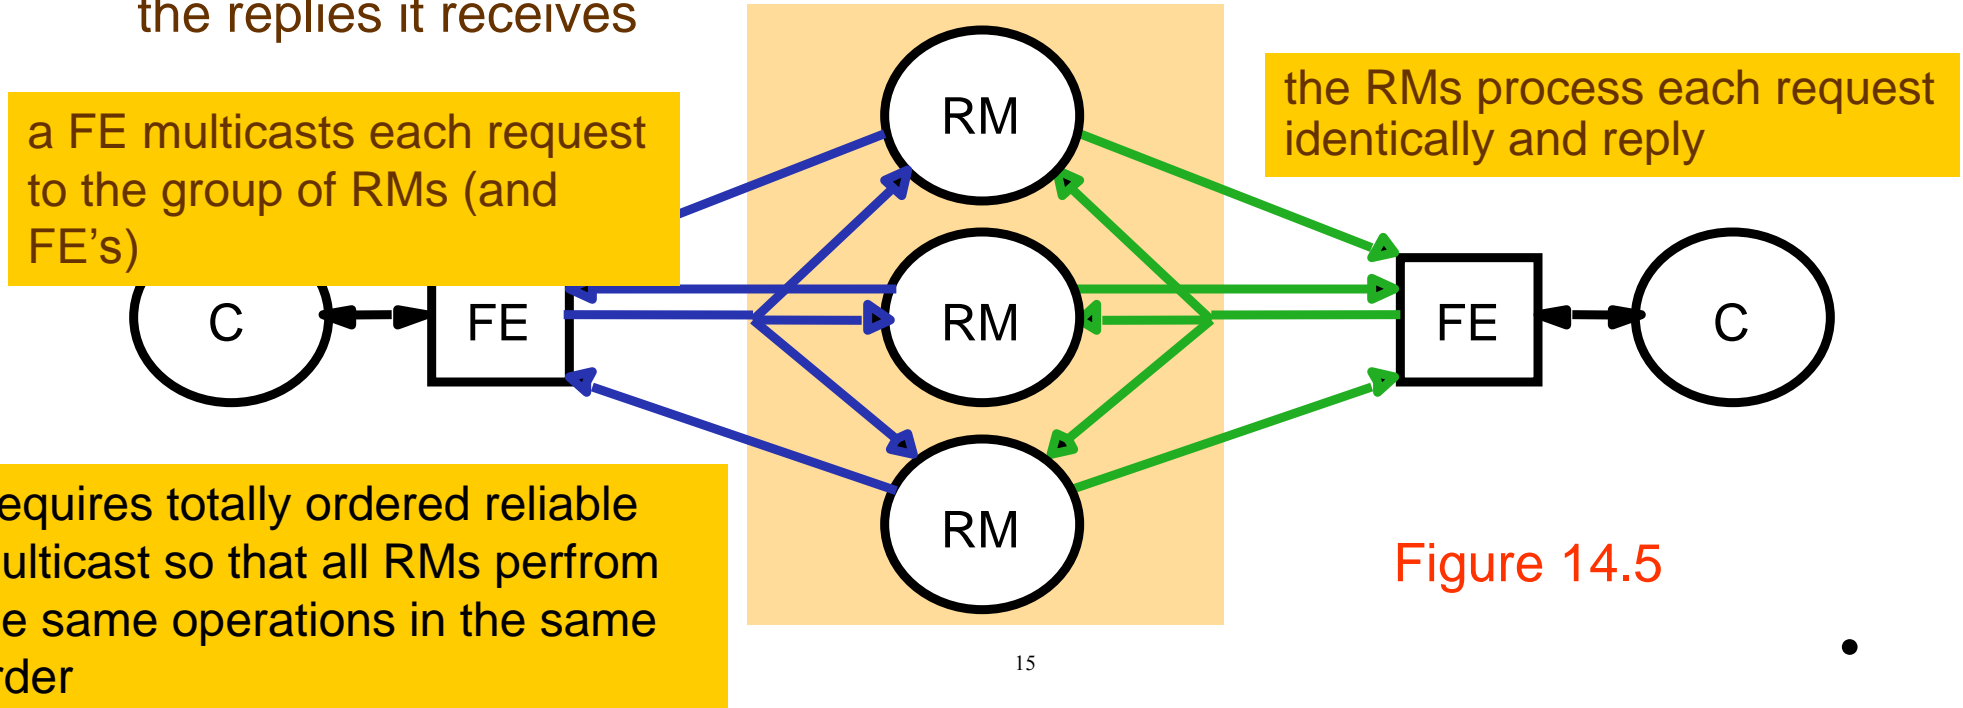 the replies it receives
a FE multicasts each request
to the group of RMs (and
FE's)
the RMs process each request
identically and reply
RM
RM
RM
C
FE
FE
C
equires totally ordered reliable
ulticast so that all RMs perfrom
e same operations in the same
rder
Figure 14.5
15